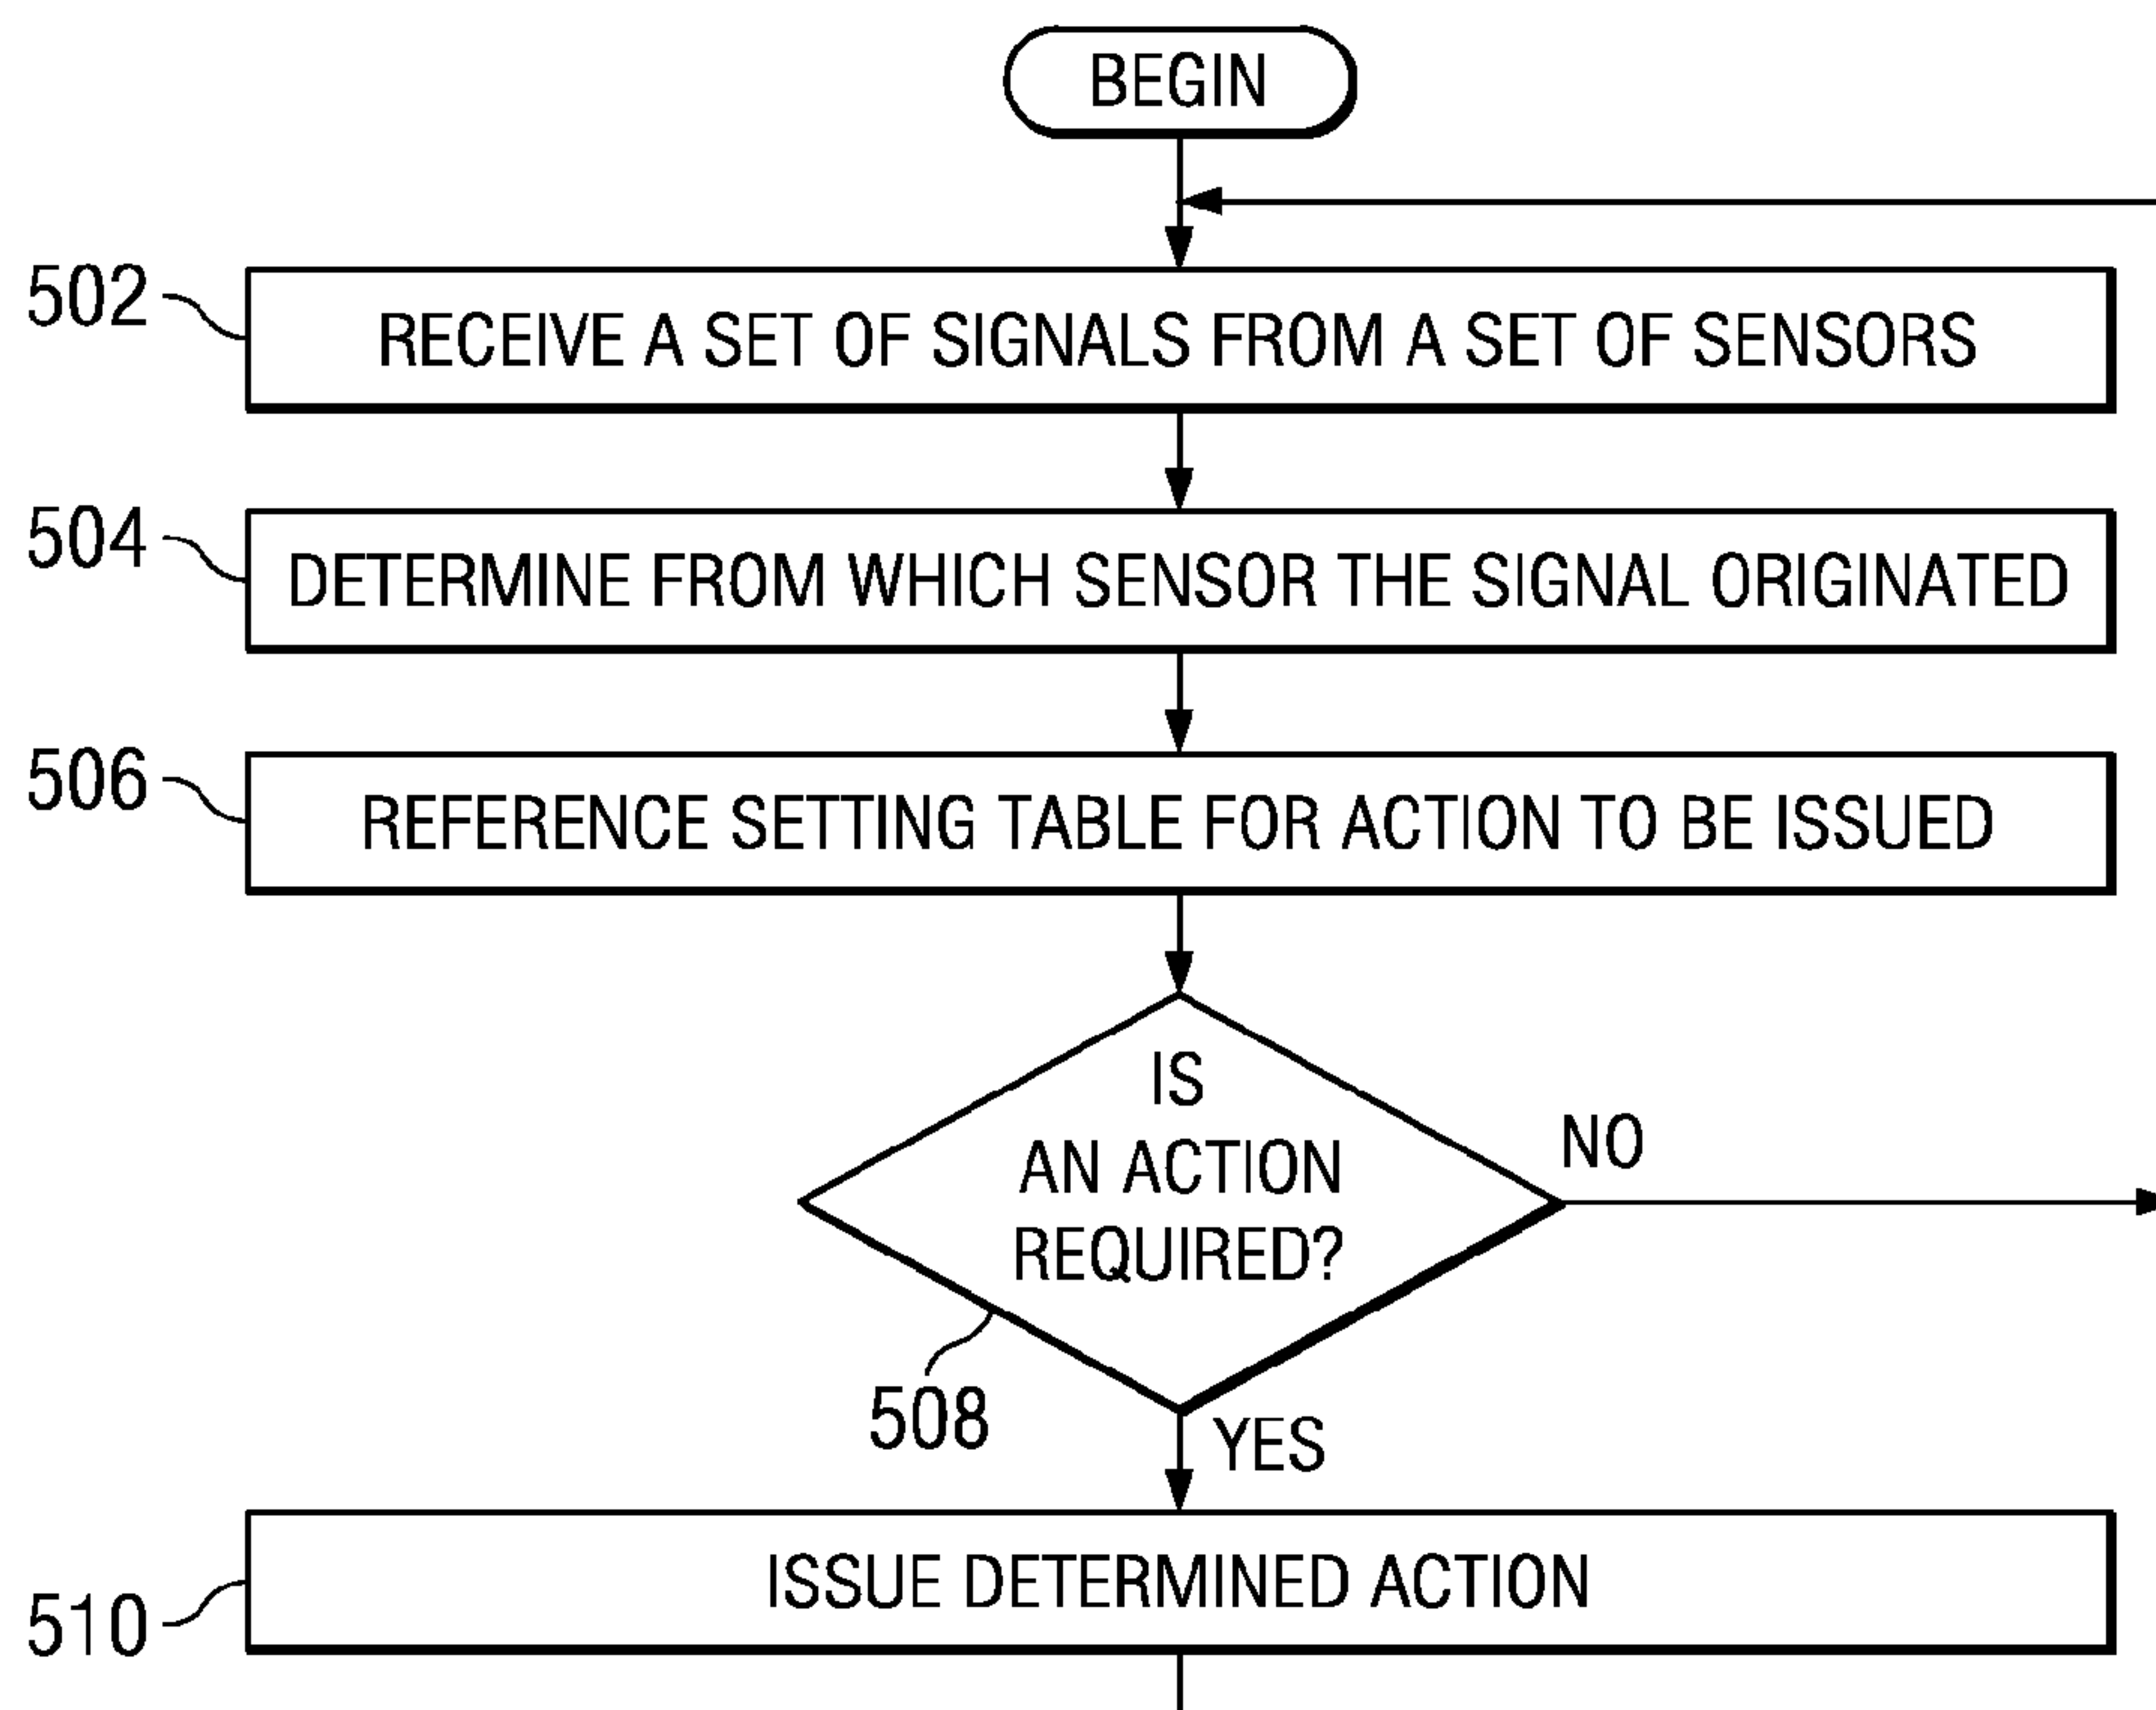 BEGIN
502
RECEIVE A SET OF SIGNALS FROM A SET OF SENSORS
504
DETERMINE FROM WHICH SENSOR THE SIGNAL ORIGINATED
506
REFERENCE SETTING TABLE FOR ACTION TO BE ISSUED
IS
AN ACTION
REQUIRED?
NO
508
YES
ISSUE DETERMINED ACTION
510